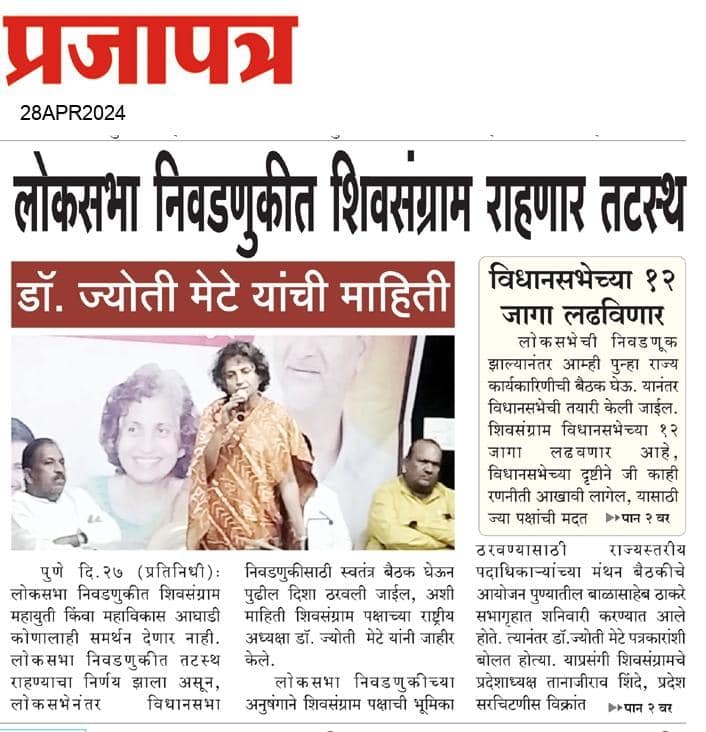 प्रजापत्र
28APR2024
लोकसभा निवडणुकीत शिवसंग्राम राहणार तटस्थ
डॉ. ज्योती मेटे यांची माहिती
पुणे दि.२७ (प्रतिनिधी):
लोकसभा निवडणुकीत शिवसंग्राम
महायुती किंवा महाविकास आघाडी
कोणालाही समर्थन देणार नाही.
लोकसभा निवडणुकीत तटस्थ
राहण्याचा निर्णय झाला असून,
लोकसभेनंतर विधानसभा
निवडणुकीसाठी स्वतंत्र बैठक घेऊन
पुढील दिशा ठरवली जाईल, अशी
माहिती शिवसंग्राम पक्षाच्या राष्ट्रीय
अध्यक्षा डॉ. ज्योती मेटे यांनी जाहीर
केले.
लोकसभा निवडणुकीच्या
अनुषंगाने शिवसंग्राम पक्षाची भूमिका
ठरवण्यासाठी राज्यस्तरीय
पदाधिकाऱ्यांच्या मंथन बैठकीचे
आयोजन पुण्यातील बाळासाहेब ठाकरे
सभागृहात शनिवारी करण्यात आले
होते. त्यानंतर डॉ.ज्योती मेटे पत्रकारांशी
बोलत होत्या. याप्रसंगी शिवसंग्रामचे
प्रदेशाध्यक्ष तानाजीराव शिंदे, प्रदेश
सरचिटणीस विक्रांत ▶▶पान २ वर
विधानसभेच्या १२
जागा लढविणार
लोकसभेची निवडणूक
झाल्यानंतर आम्ही पुन्हा राज्य
कार्यकारिणीची बैठक घेऊ. यानंतर
विधानसभेची तयारी केली जाईल.
शिवसंग्राम विधानसभेच्या १२
जागा लढवणार आहे,
विधानसभेच्या दृष्टीने जी काही
रणनीती आखावी लागेल, यासाठी
ज्या पक्षांची मदत ▶▶पान २ वर